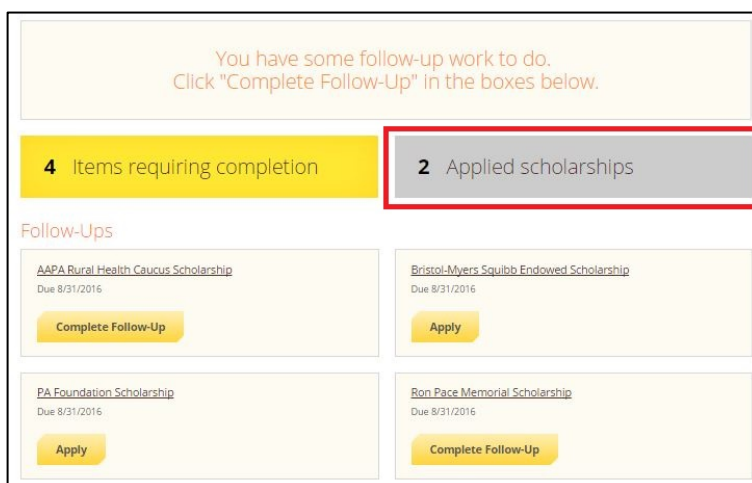 You have some follow-up work to do.
Click "Complete Follow-Up" in the boxes below.
4 Items requiring completion
2 Applied scholarships
Follow-Ups
AAPA Rural Health Caucus Scholarship
Due 8/31/2016
Complete Follow-Up
Bristol-Myers Squibb Endowed Scholarship
Due 8/31/2016
Apply
PA Foundation Scholarship
Due 8/31/2016
Apply
Ron Pace Memorial Scholarship
Due 8/31/2016
Complete Follow-Up